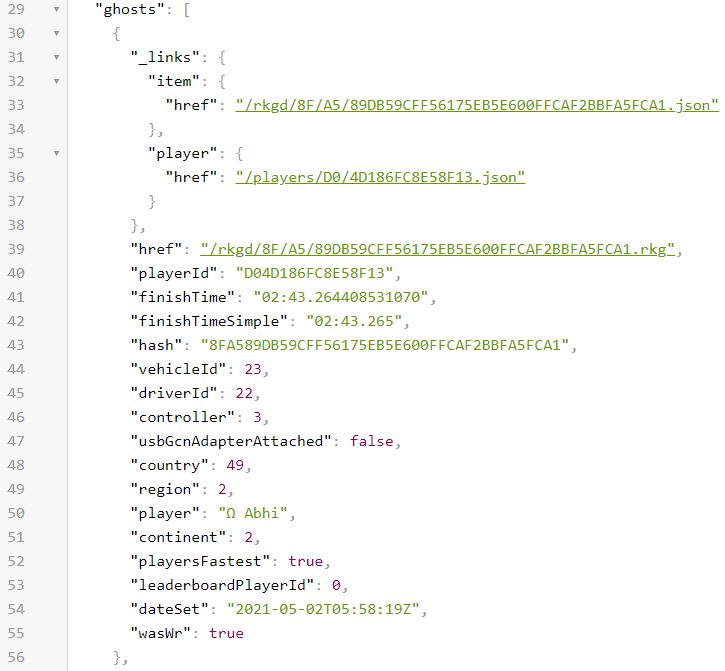 29 ▾ "ghosts": [
30 ▾ {
31 ▾ "_links": {
32 ▾ "item": {
33 "href": "/rkgd/8F/A5/89DB59CFF56175EB5E600FFCAF2BBFA5FCA1.json"
34 },
35 ▾ "player": {
36 "href": "/players/D0/4D186FC8E58F13.json"
37 }
38 },
39 "href": "/rkgd/8F/A5/89DB59CFF56175EB5E600FFCAF2BBFA5FCA1.rkg",
40 "playerId": "D04D186FC8E58F13",
41 "finishTime": "02:43.264408531070",
42 "finishTimeSimple": "02:43.265",
43 "hash": "8FA589DB59CFF56175EB5E600FFCAF2BBFA5FCA1",
44 "vehicleId": 23,
45 "driverId": 22,
46 "controller": 3,
47 "usbGcnAdapterAttached": false,
48 "country": 49,
49 "region": 2,
50 "player": "Ω Abhi",
51 "continent": 2,
52 "playersFastest": true,
53 "leaderboardPlayerId": 0,
54 "dateSet": "2021-05-02T05:58:19Z",
55 "wasWr": true
56 },